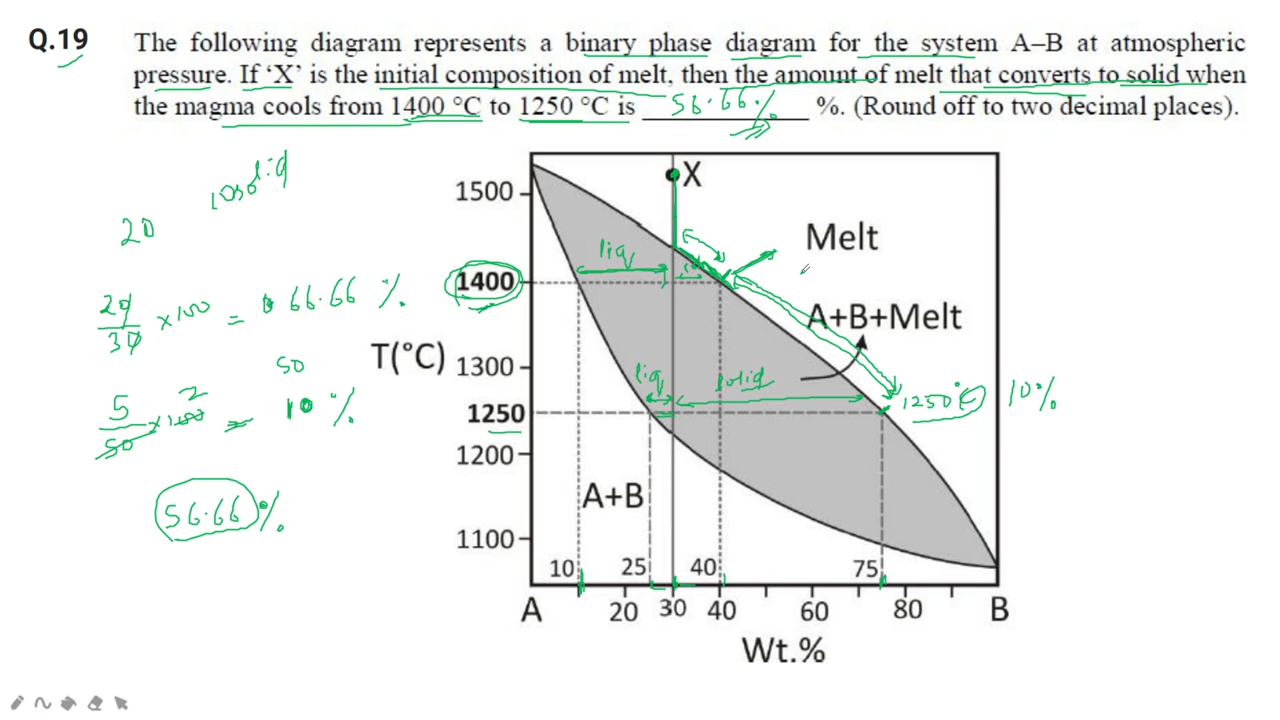 Q.19 The following diagram represents a binary phase diagram for the system A–B at atmospheric
pressure. If ‘X’ is the initial composition of melt, then the amount of melt that converts to solid when
the magma cools from 1400 °C to 1250 °C is 56.66% %. (Round off to two decimal places).
20
20/30 ×100 = 66.66 %
50
5/50 ×100 2 = 10 %
56.66 %
X
1500
liq
Melt
1400
A+B+Melt
T(°C)
1300
liq solid
1250
1250°C 10%
1200
A+B
1100
10 25 40 75
A 20 30 40 60 80 B
Wt.%